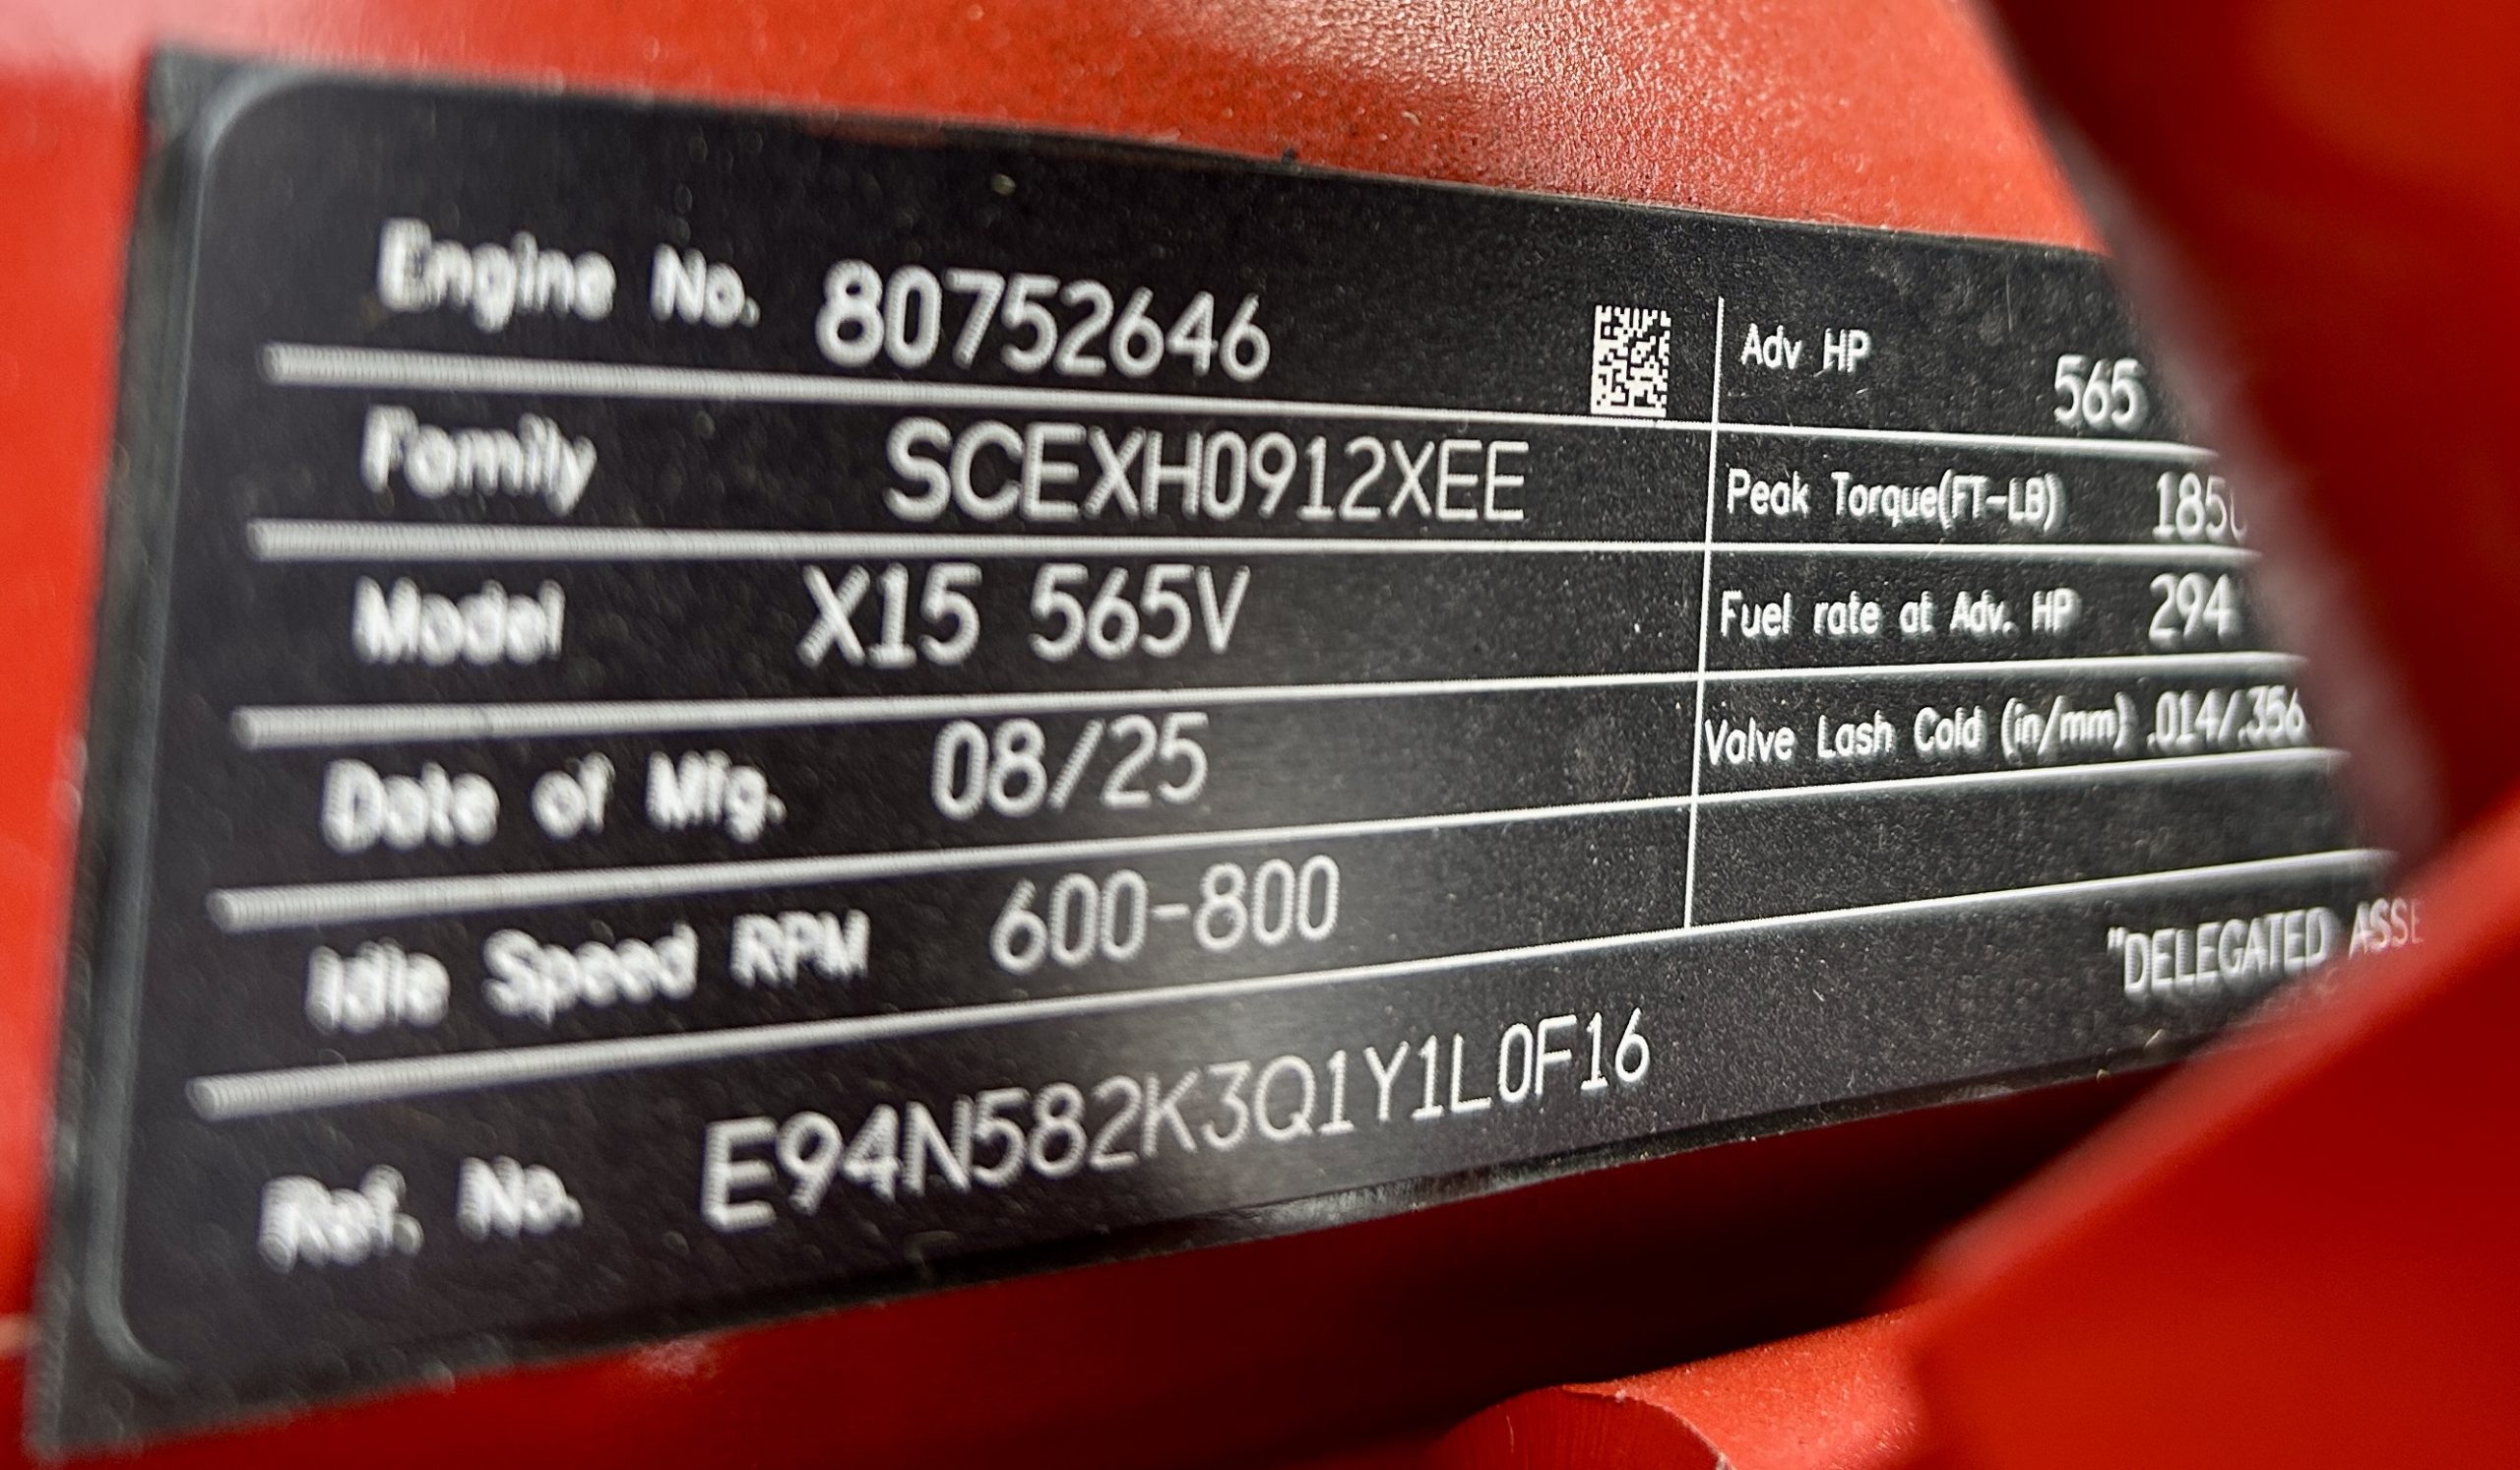 Engine No. 80752646 Adv HP 565
Family SCEXH0912XEE Peak Torque(FT-LB)
Model X15 565V Fuel rate at Adv. HP 294
Date of Mfg. 08/25 Valve Lash Cold (in/mm) .014/.356
Idle Speed RPM 600-800
"DELEGATED
Ref. No. E94N582K3Q1Y1L0F16